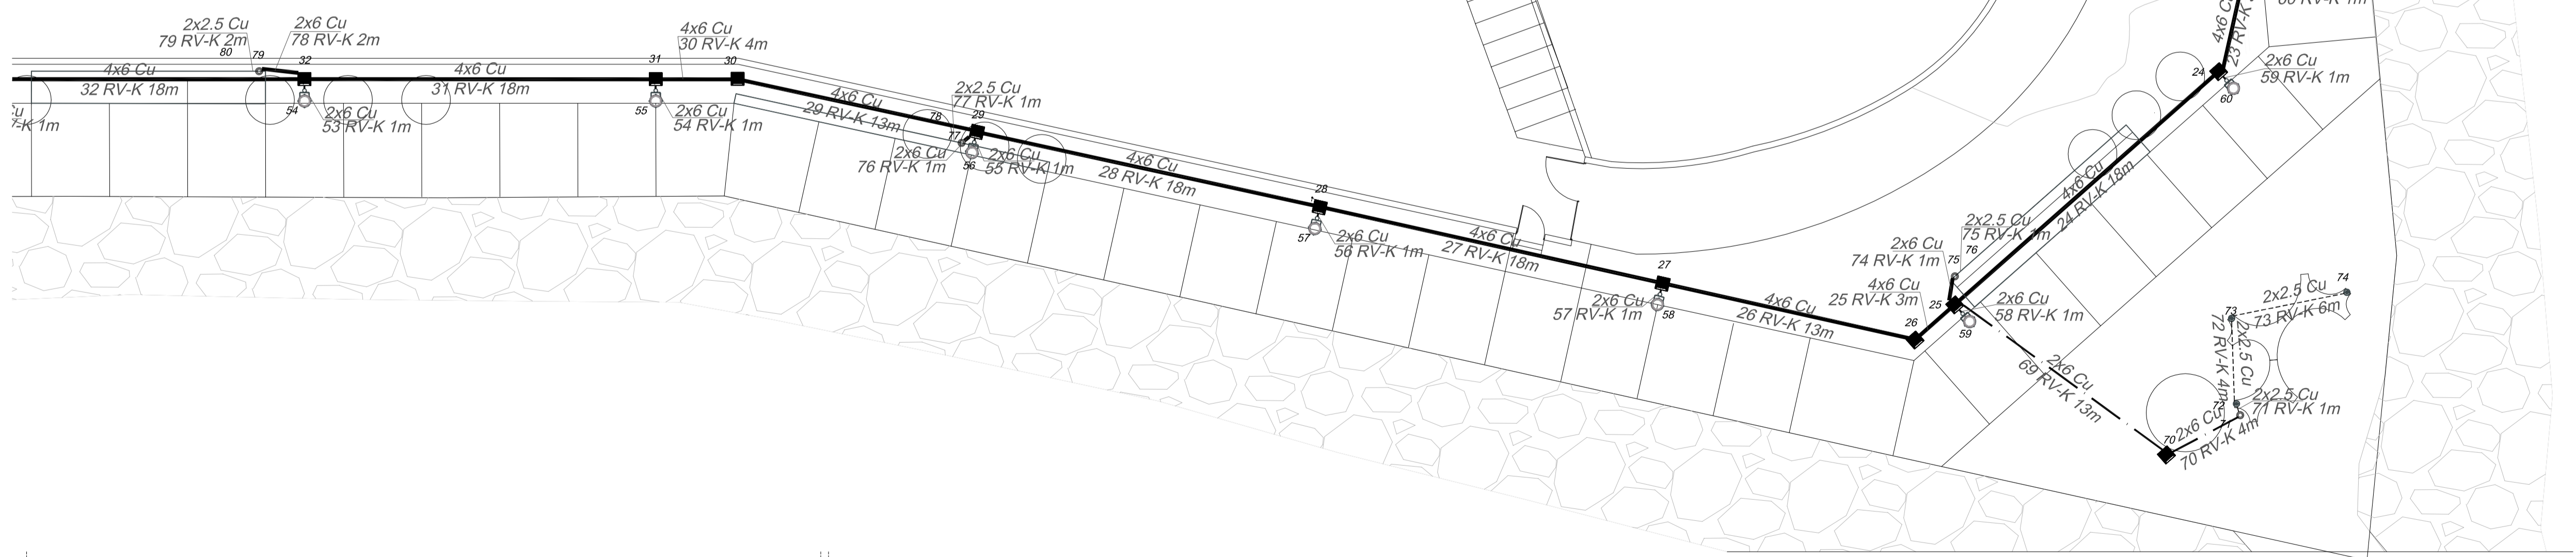 2x2.5 Cu
79 RV-K 2m
2x6 Cu
78 RV-K 2m
80
79
32
4x6 Cu
32 RV-K 18m
54
2x6 Cu
53 RV-K 1m
4x6 Cu
31 RV-K 18m
31
55
2x6 Cu
54 RV-K 1m
4x6 Cu
30 RV-K 4m
30
4x6 Cu
29 RV-K 13m
78
2x2.5 Cu
77 RV-K 1m
29
77
2x6 Cu
76 RV-K 1m
56
2x6 Cu
55 RV-K 1m
4x6 Cu
28 RV-K 18m
28
57
2x6 Cu
56 RV-K 1m
4x6 Cu
27 RV-K 18m
27
2x6 Cu
57 RV-K 1m
58
4x6 Cu
26 RV-K 13m
26
4x6 Cu
25 RV-K 3m
25
2x6 Cu
74 RV-K 1m
2x2.5 Cu
75 RV-K 1m
75
76
2x6 Cu
58 RV-K 1m
59
4x6 Cu
24 RV-K 18m
24
4x6 Cu
23 RV-K
60
2x6 Cu
59 RV-K 1m
2x6 Cu
69 RV-K 13m
70
2x6 Cu
70 RV-K 4m
72
2x2.5 Cu
71 RV-K 1m
2x2.5 Cu
72 RV-K 4m
73
2x2.5 Cu
73 RV-K 6m
74